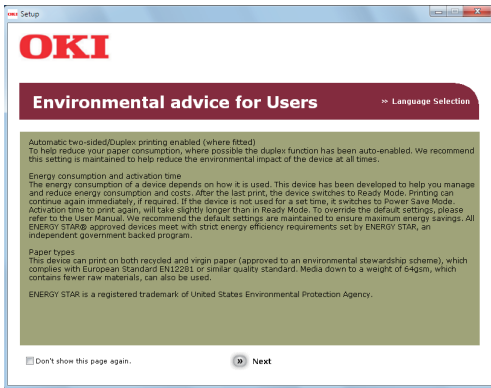 OKI Setup
OKI
Environmental advice for Users
» Language Selection
Automatic two-sided/Duplex printing enabled (where fitted)
To help reduce your paper consumption, where possible the duplex function has been auto-enabled. We recommend
this setting is maintained to help reduce the environmental impact of the device at all times.
Energy consumption and activation time
The energy consumption of a device depends on how it is used. This device has been developed to help you manage
and reduce energy consumption and costs. After the last print, the device switches to Ready Mode. Printing can
continue again immediately, if required. If the device is not used for a set time, it switches to Power Save Mode.
Activation time to print again, will take slightly longer than in Ready Mode. To override the default settings, please
refer to the User Manual. We recommend the default settings are maintained to ensure maximum energy savings. All
ENERGY STAR® approved devices meet with strict energy efficiency requirements set by ENERGY STAR, an
independent government backed program.
Paper types
This device can print on both recycled and virgin paper (approved to an environmental stewardship scheme), which
complies with European Standard EN12281 or similar quality standard. Media down to a weight of 64gsm, which
contains fewer raw materials, can also be used.
ENERGY STAR is a registered trademark of United States Environmental Protection Agency.
Don't show this page again.
» Next